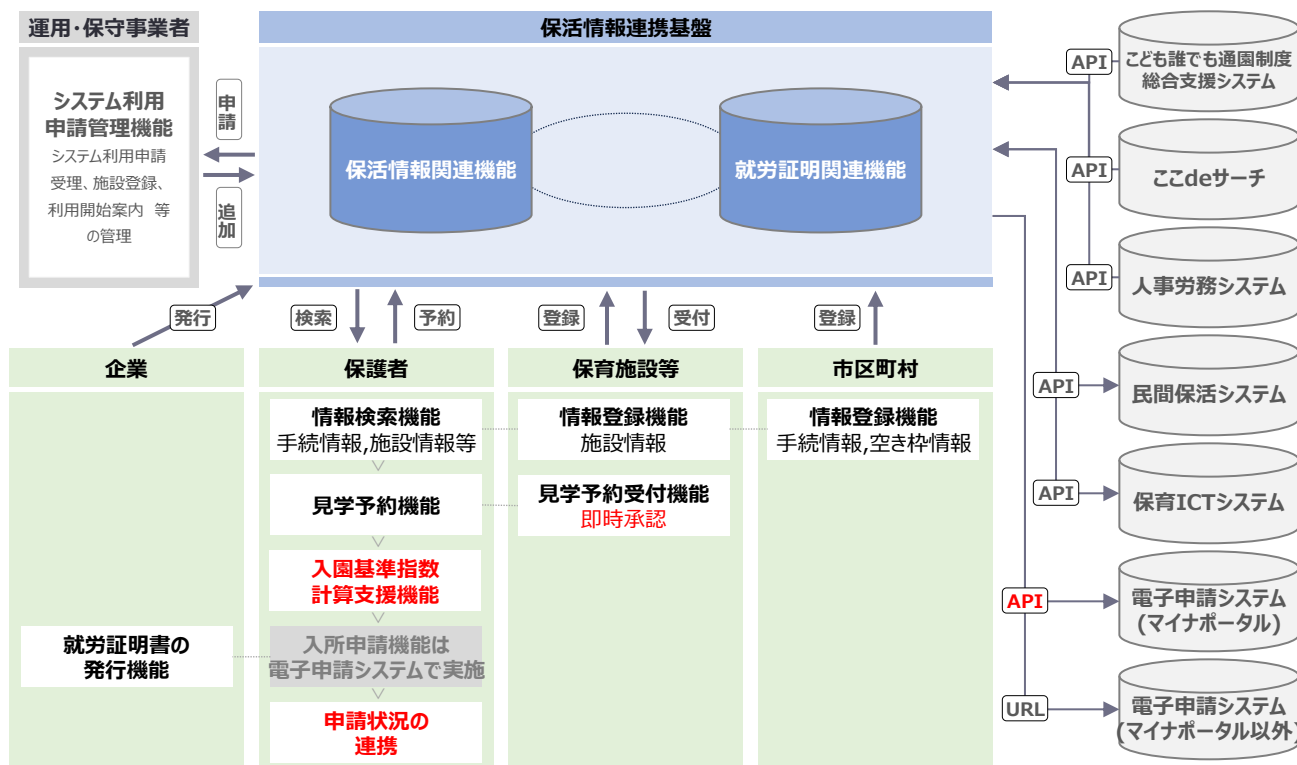 運用・保守事業者
システム利用
申請管理機能
システム利用申請
受理、施設登録、
利用開始案内 等
の管理
申請
追加
保活情報連携基盤
保活情報関連機能
就労証明関連機能
発行
検索
予約
登録
受付
登録
企業
就労証明書の
発行機能
保護者
情報検索機能
手続情報,施設情報等
見学予約機能
入園基準指数
計算支援機能
入所申請機能は
電子申請システムで実施
申請状況の
連携
保育施設等
情報登録機能
施設情報
見学予約受付機能
即時承認
市区町村
情報登録機能
手続情報,空き枠情報
API
こども誰でも通園制度
総合支援システム
API
ここdeサーチ
API
人事労務システム
API
民間保活システム
API
保育ICTシステム
API
電子申請システム
(マイナポータル)
URL
電子申請システム
(マイナポータル以外)